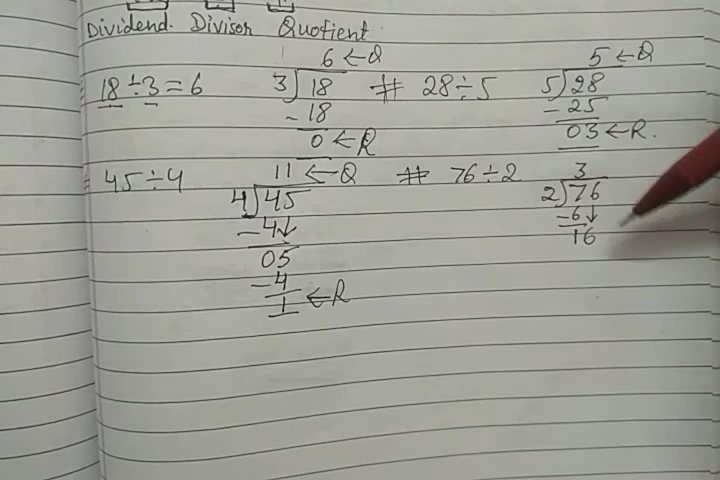 Dividend. Divisor Quotient
6 ← Q 5 ← Q
18 ÷ 3 = 6 3) 18 # 28 ÷ 5 5) 28
- 18 - 25
0 ← R 03 ← R.
45 ÷ 4 11 ← Q # 76 ÷ 2 3
4) 45 2) 76
- 4↓ - 6↓
05 16
- 4
1 ← R